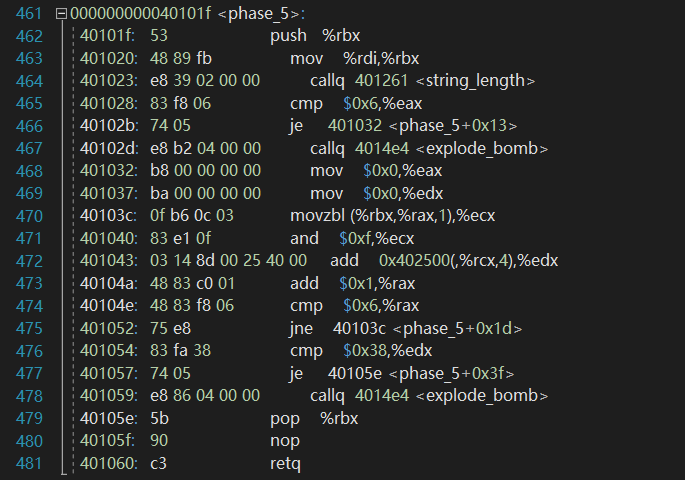 461 000000000040101f <phase_5>:
462 40101f: 53 push %rbx
463 401020: 48 89 fb mov %rdi,%rbx
464 401023: e8 39 02 00 00 callq 401261 <string_length>
465 401028: 83 f8 06 cmp $0x6,%eax
466 40102b: 74 05 je 401032 <phase_5+0x13>
467 40102d: e8 b2 04 00 00 callq 4014e4 <explode_bomb>
468 401032: b8 00 00 00 00 mov $0x0,%eax
469 401037: ba 00 00 00 00 mov $0x0,%edx
470 40103c: 0f b6 0c 03 movzbl (%rbx,%rax,1),%ecx
471 401040: 83 e1 0f and $0xf,%ecx
472 401043: 03 14 8d 00 25 40 00 add 0x402500(,%rcx,4),%edx
473 40104a: 48 83 c0 01 add $0x1,%rax
474 40104e: 48 83 f8 06 cmp $0x6,%rax
475 401052: 75 e8 jne 40103c <phase_5+0x1d>
476 401054: 83 fa 38 cmp $0x38,%edx
477 401057: 74 05 je 40105e <phase_5+0x3f>
478 401059: e8 86 04 00 00 callq 4014e4 <explode_bomb>
479 40105e: 5b pop %rbx
480 40105f: 90 nop
481 401060: c3 retq